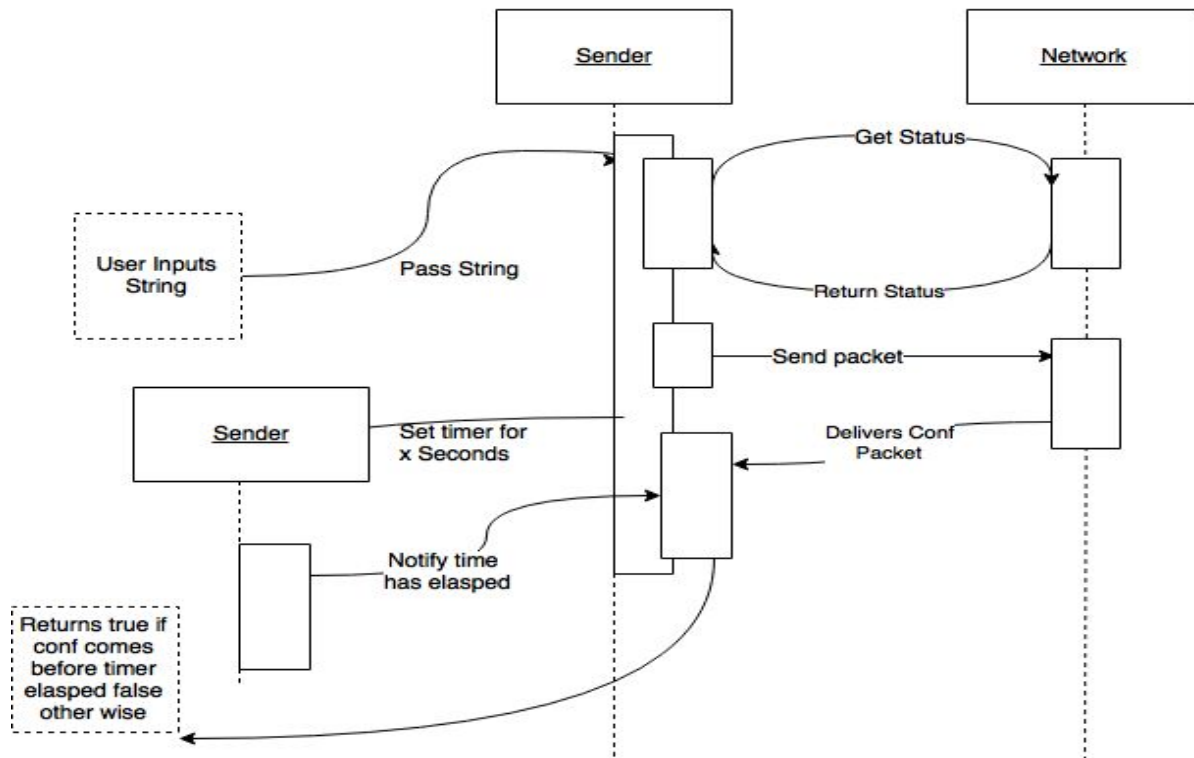 Sender
Network
Get Status
User Inputs
String
Pass String
Return Status
Send packet
Sender
Set timer for
x Seconds
Delivers Conf
Packet
Notify time
has elasped
Returns true if
conf comes
before timer
elasped false
other wise